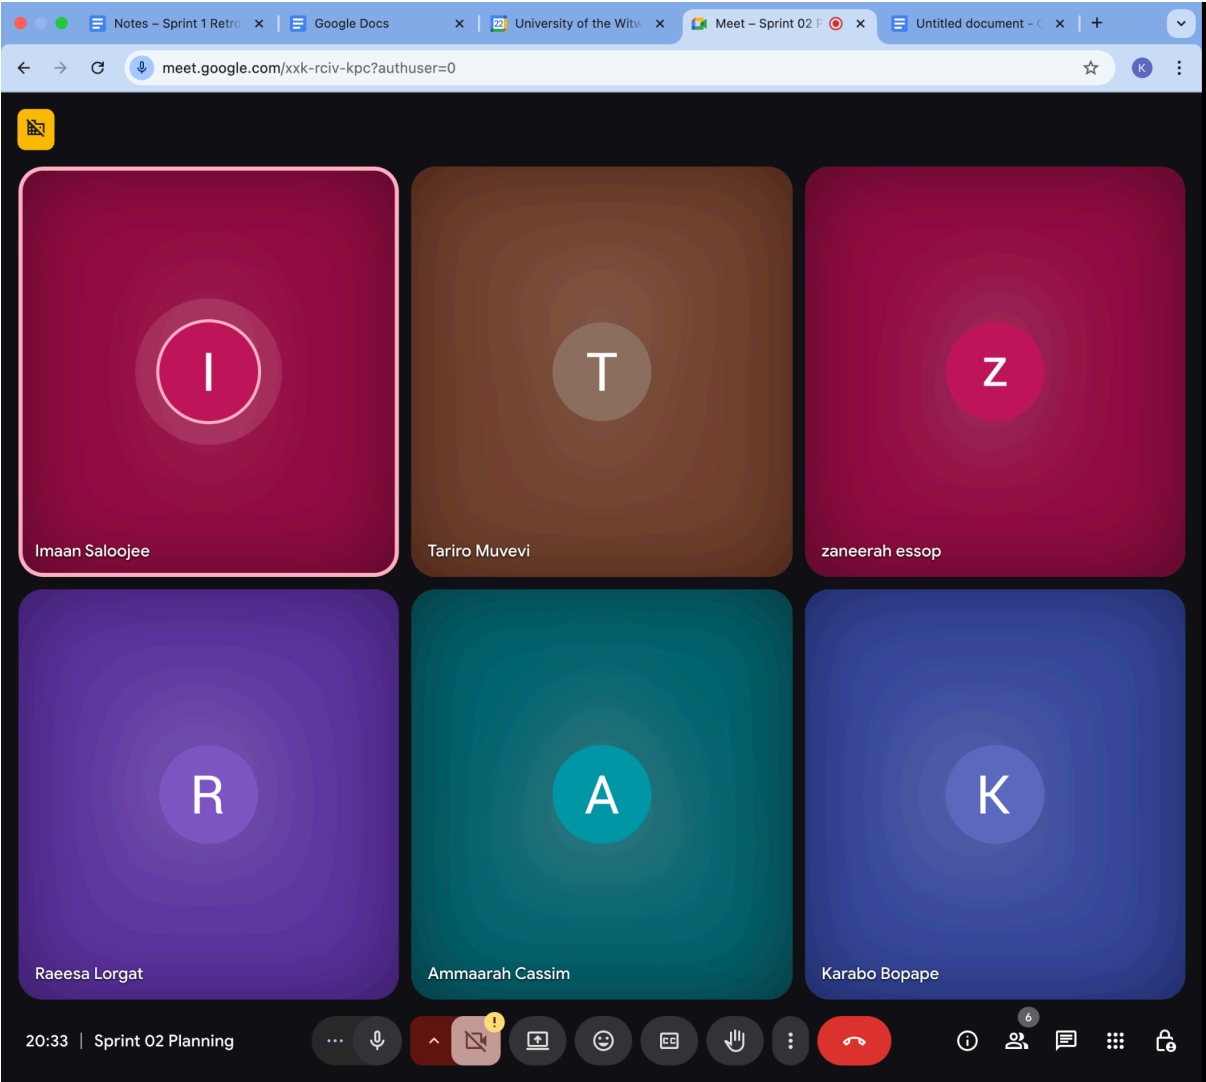 Notes – Sprint 1 Retro
Google Docs
22
University of the Witw
Meet – Sprint 02 P
Untitled document - G
meet.google.com/xxk-rciv-kpc?authuser=0
K
I
T
z
Imaan Saloojee
Tariro Muvevi
zaneerah essop
R
A
K
Raeesa Lorgat
Ammaarah Cassim
Karabo Bopape
20:33 | Sprint 02 Planning
!
CC
6